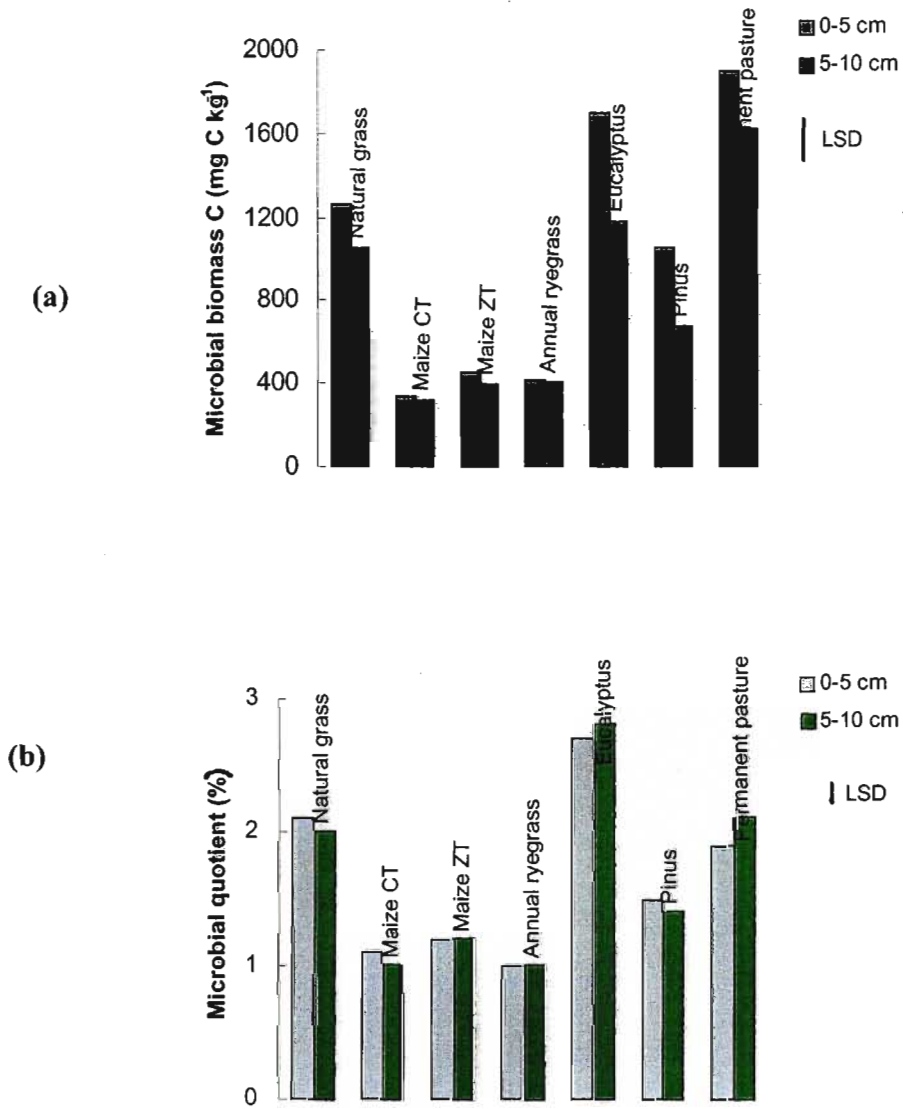 0-5 cm
5-10 cm
LSD
2000
1600
1200
800
400
0
Microbial biomass C (mg C kg¹)
(a)
Natural grass
Maize CT
Maize ZT
Annual ryegrass
Eucalyptus
Pinus
nent pasture
0-5 cm
5-10 cm
LSD
3
2
1
0
Microbial quotient (%)
(b)
Natural grass
Maize CT
Maize ZT
Annual ryegrass
Eucalyptus
Pinus
Permanent pasture